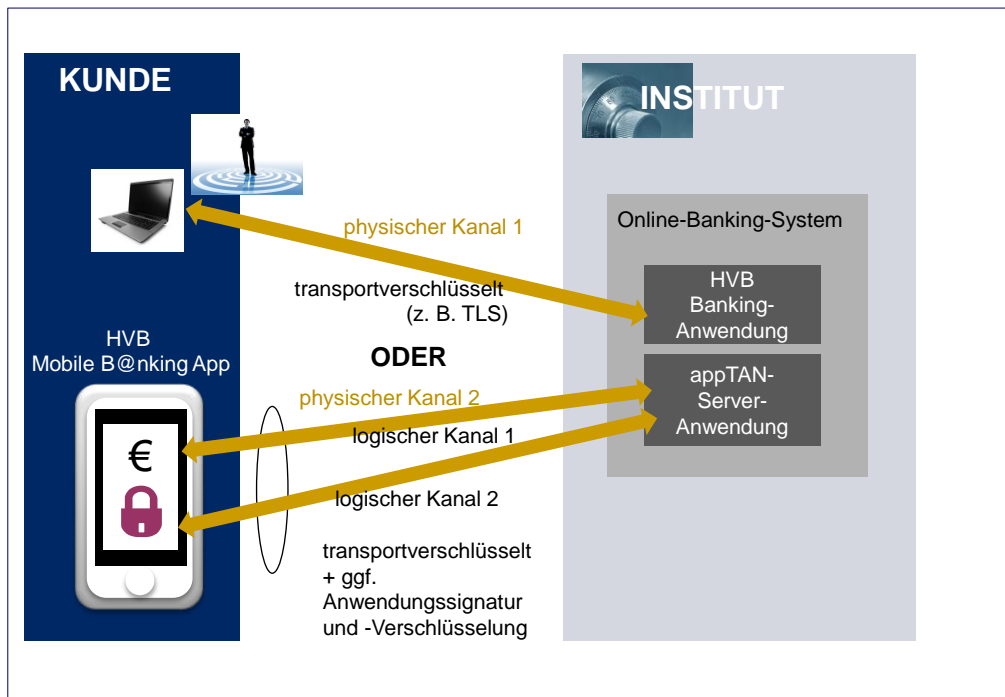 KUNDE
INSTITUT
physischer Kanal 1
Online-Banking-System
transportverschlüsselt
(z. B. TLS)
HVB
Banking-
Anwendung
HVB
Mobile B@nking App
ODER
appTAN-
Server-
Anwendung
physischer Kanal 2
logischer Kanal 1
€
logischer Kanal 2
transportverschlüsselt
+ ggf.
Anwendungssignatur
und -Verschlüsselung